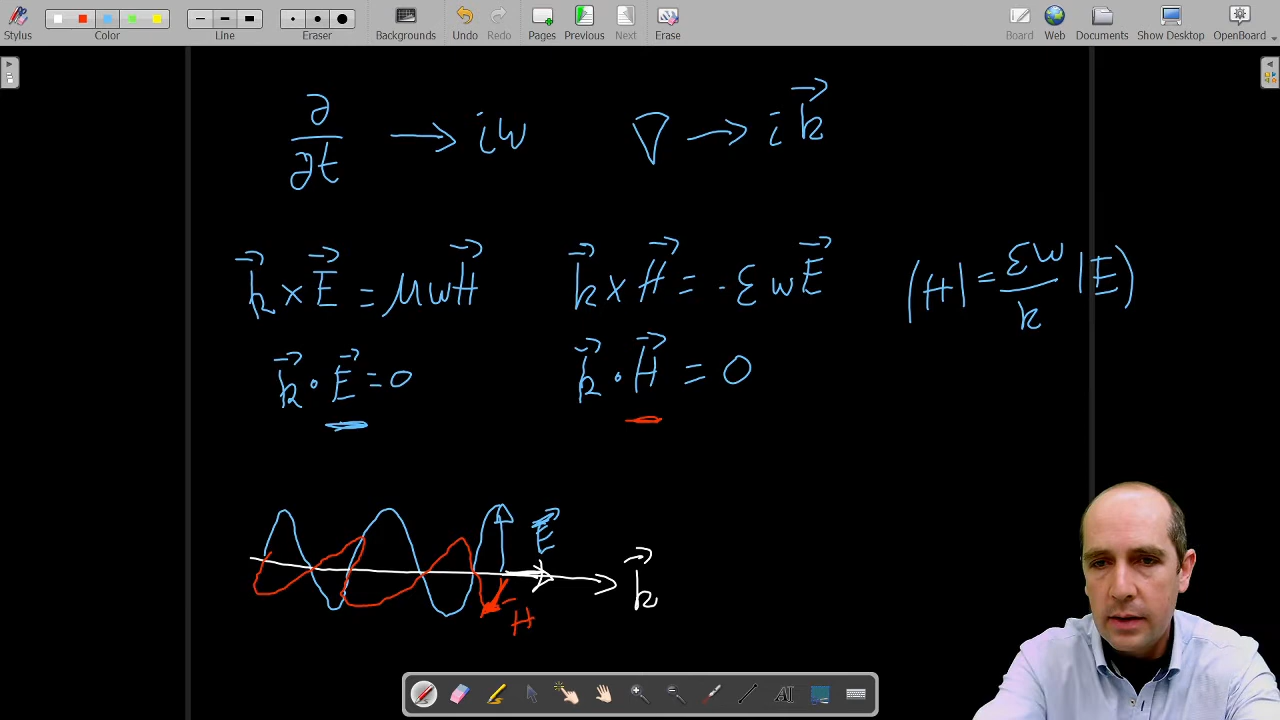 Stylus Color Line Eraser Backgrounds Undo Redo Pages Previous Next Erase Board Web Documents Show Desktop OpenBoard
∂/∂t → iω ∇ → i k⃗
k⃗ × E⃗ = μωH⃗ k⃗ × H⃗ = -εωE⃗ |H| = εω/k |E|
k⃗ · E⃗ = 0 k⃗ · H⃗ = 0
E⃗
k⃗
H